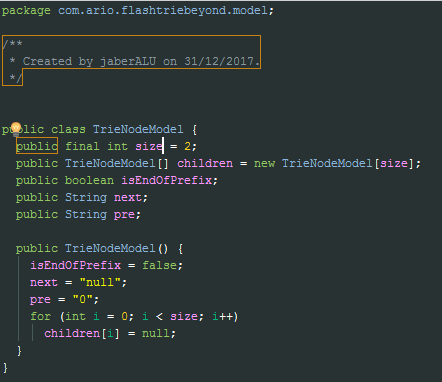 package com.ario.flashtriebeyond.model;
/**
* Created by jaberALU on 31/12/2017.
*/
public class TrieNodeModel {
public final int size = 2;
public TrieNodeModel[] children = new TrieNodeModel[size];
public boolean isEndOfPrefix;
public String next;
public String pre;
public TrieNodeModel() {
isEndOfPrefix = false;
next = "null";
pre = "0";
for (int i = 0; i < size; i++)
children[i] = null;
}
}